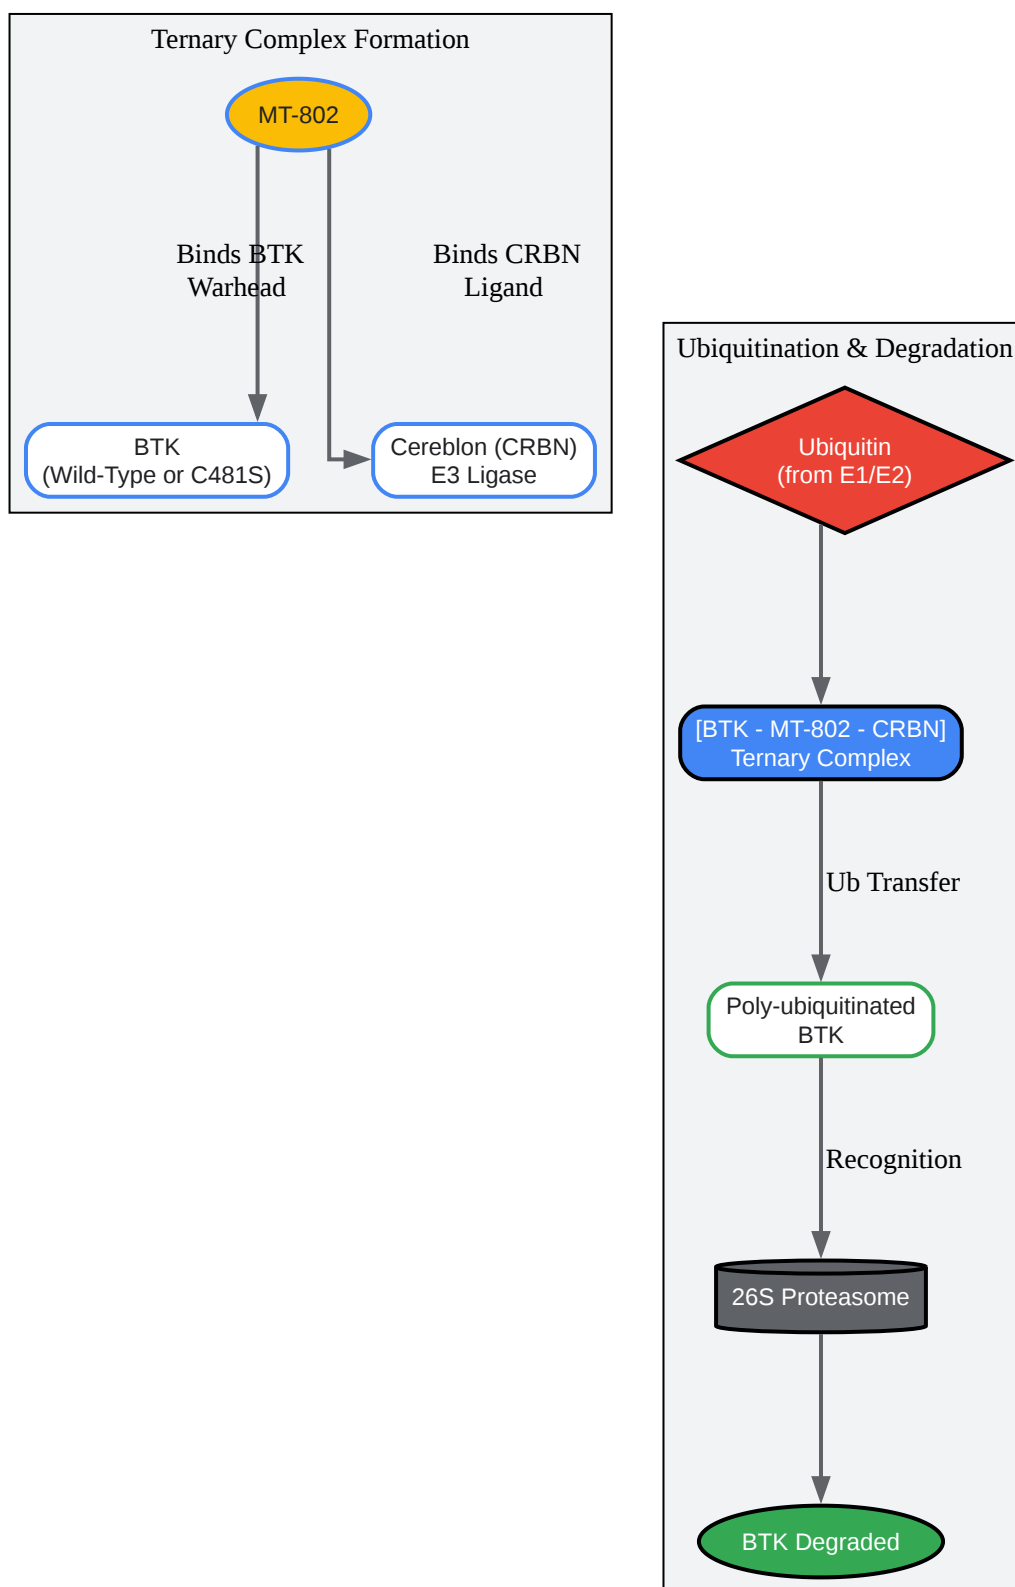 Ternary Complex Formation
MT-802
Binds BTK
Warhead
Binds CRBN
Ligand
BTK
(Wild-Type or C481S)
Cereblon (CRBN)
E3 Ligase
Ubiquitination & Degradation
Ubiquitin
(from E1/E2)
[BTK - MT-802 - CRBN]
Ternary Complex
Ub Transfer
Poly-ubiquitinated
BTK
Recognition
26S Proteasome
BTK Degraded